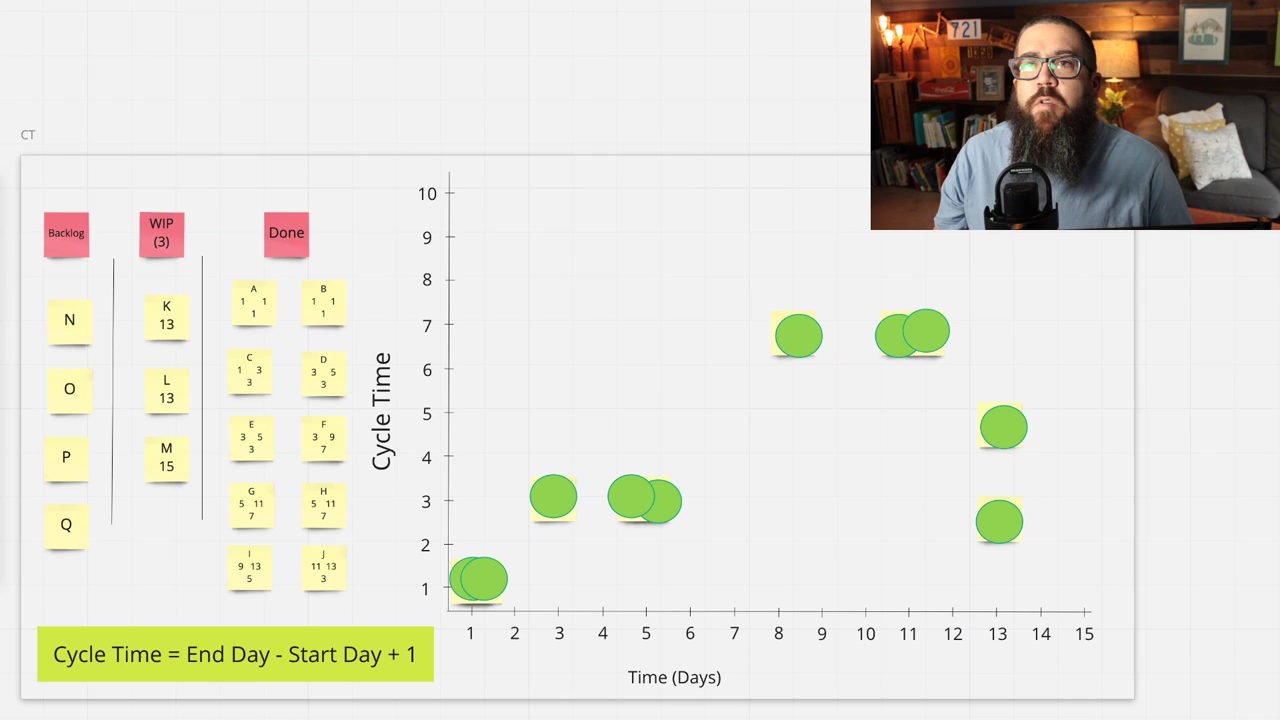 721
CT
Backlog
WIP
(3)
Done
N
O
P
Q
K
13
L
13
M
15
A
1 1
1
B
1 1
1
C
1 3
3
D
3 5
3
E
3 5
3
F
3 9
7
G
5 11
7
H
5 11
7
I
9 13
5
J
11 13
3
Cycle Time = End Day - Start Day + 1
Cycle Time
10
9
8
7
6
5
4
3
2
1
1 2 3 4 5 6 7 8 9 10 11 12 13 14 15
Time (Days)